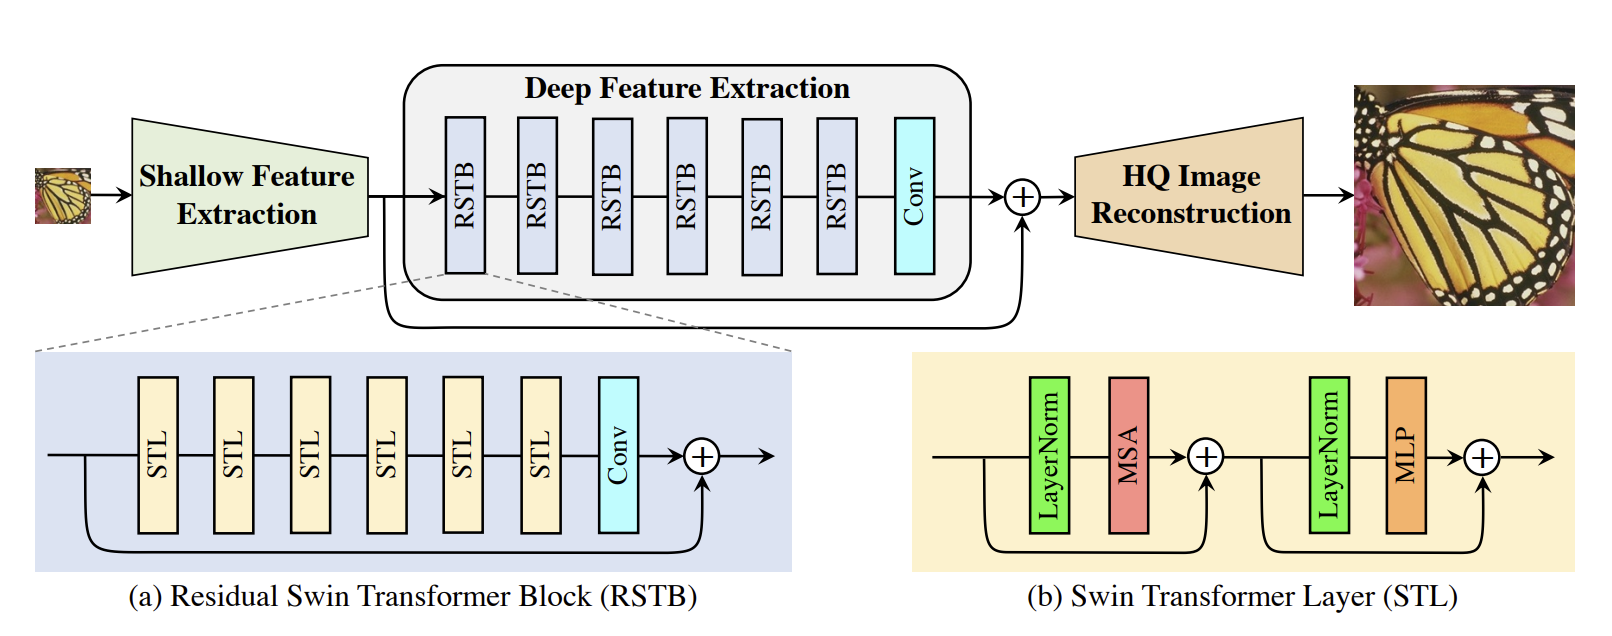 Deep Feature Extraction
Shallow Feature
Extraction
RSTB
RSTB
RSTB
RSTB
RSTB
RSTB
Conv
+
HQ Image
Reconstruction
STL
STL
STL
STL
STL
STL
Conv
+
(a) Residual Swin Transformer Block (RSTB)
LayerNorm
MSA
+
LayerNorm
MLP
+
(b) Swin Transformer Layer (STL)